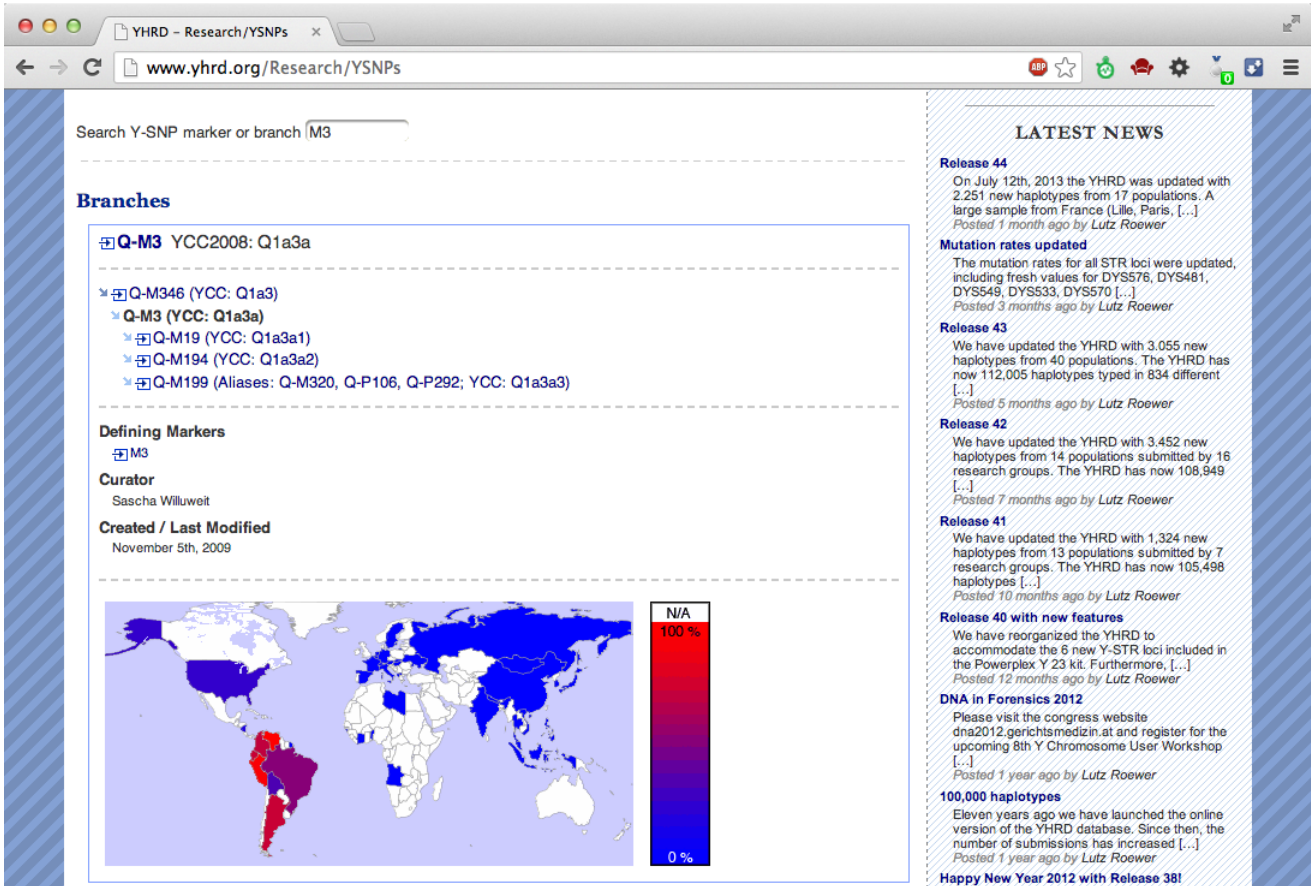 YHRD – Research/YSNPs
www.yhrd.org/Research/YSNPs
ABP
0
Search Y-SNP marker or branch M3
Branches
Q-M3 YCC2008: Q1a3a
Q-M346 (YCC: Q1a3)
Q-M3 (YCC: Q1a3a)
Q-M19 (YCC: Q1a3a1)
Q-M194 (YCC: Q1a3a2)
Q-M199 (Aliases: Q-M320, Q-P106, Q-P292; YCC: Q1a3a3)
Defining Markers
M3
Curator
Sascha Willuweit
Created / Last Modified
November 5th, 2009
N/A
100 %
0 %
LATEST NEWS
Release 44
On July 12th, 2013 the YHRD was updated with
2.251 new haplotypes from 17 populations. A
large sample from France (Lille, Paris, [...]
Posted 1 month ago by Lutz Roewer
Mutation rates updated
The mutation rates for all STR loci were updated,
including fresh values for DYS576, DYS481,
DYS549, DYS533, DYS570 [...]
Posted 3 months ago by Lutz Roewer
Release 43
We have updated the YHRD with 3.055 new
haplotypes from 40 populations. The YHRD has
now 112,005 haplotypes typed in 834 different
[...]
Posted 5 months ago by Lutz Roewer
Release 42
We have updated the YHRD with 3.452 new
haplotypes from 14 populations submitted by 16
research groups. The YHRD has now 108,949
[...]
Posted 7 months ago by Lutz Roewer
Release 41
We have updated the YHRD with 1,324 new
haplotypes from 13 populations submitted by 7
research groups. The YHRD has now 105,498
haplotypes [...]
Posted 10 months ago by Lutz Roewer
Release 40 with new features
We have reorganized the YHRD to
accommodate the 6 new Y-STR loci included in
the Powerplex Y 23 kit. Furthermore, [...]
Posted 12 months ago by Lutz Roewer
DNA in Forensics 2012
Please visit the congress website
dna2012.gerichtsmedizin.at and register for the
upcoming 8th Y Chromosome User Workshop
[...]
Posted 1 year ago by Lutz Roewer
100,000 haplotypes
Eleven years ago we have launched the online
version of the YHRD database. Since then, the
number of submissions has increased [...]
Posted 1 year ago by Lutz Roewer
Happy New Year 2012 with Release 38!